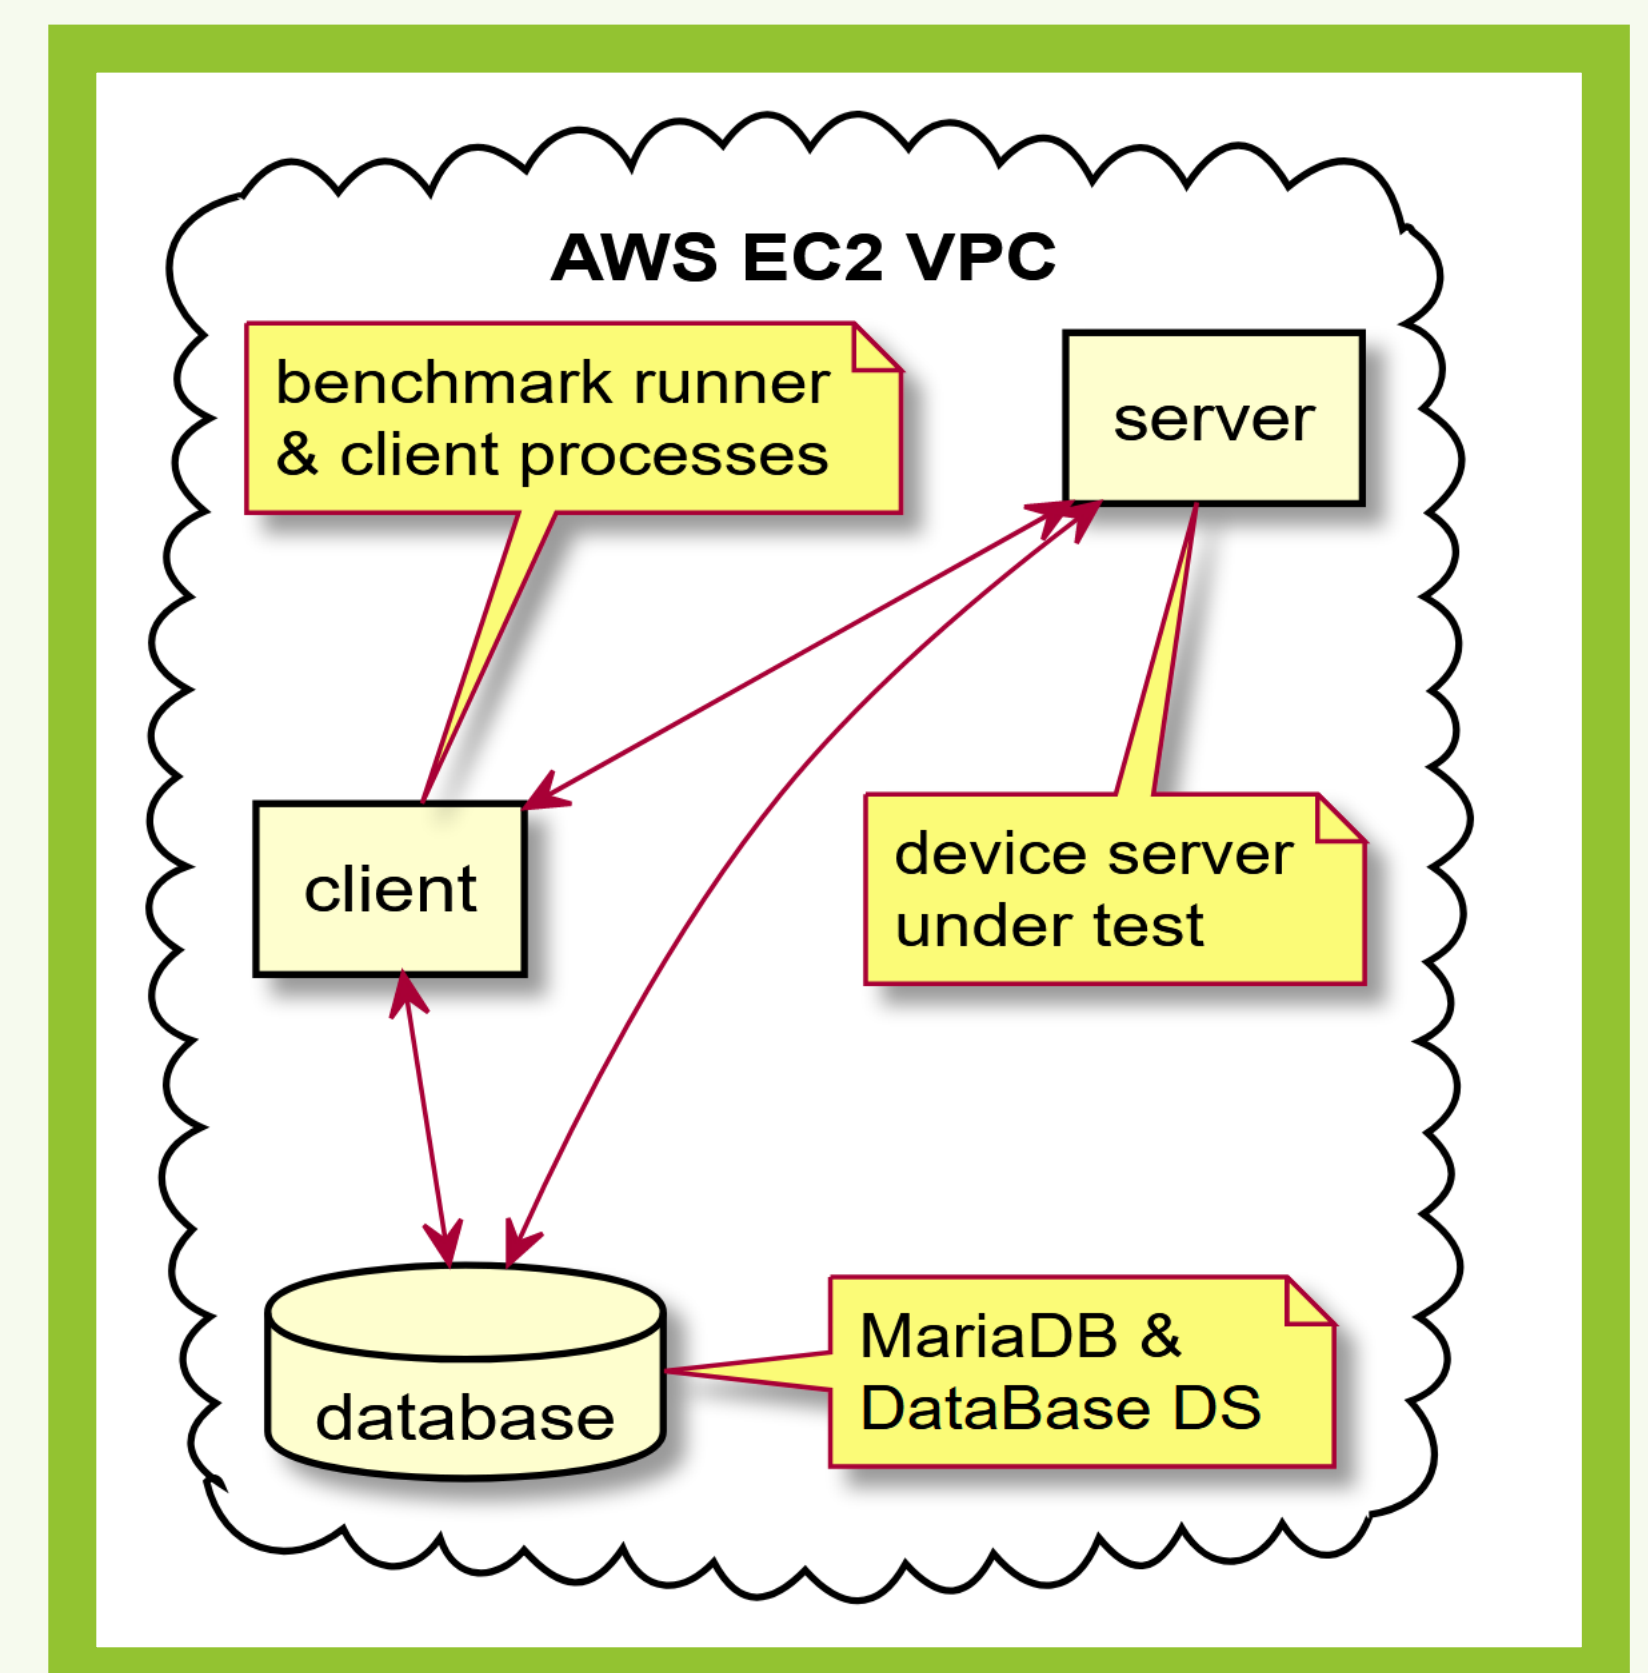 AWS EC2 VPC
benchmark runner
& client processes
server
client
device server
under test
database
MariaDB &
DataBase DS